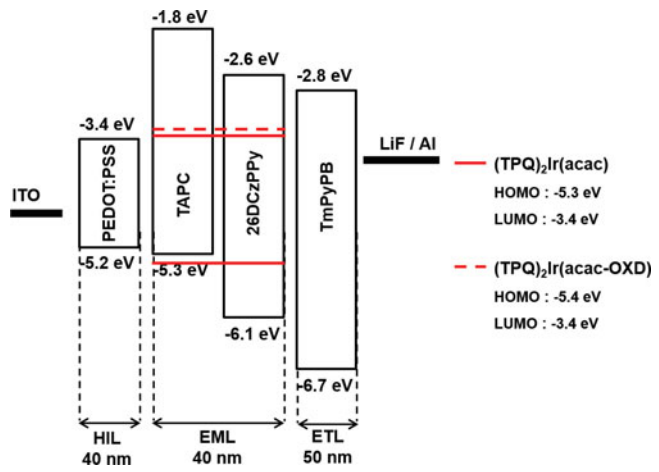 -1.8 eV
-2.6 eV
-2.8 eV
-3.4 eV
LiF / Al
ITO
PEDOT:PSS
TAPC
26DCzPPy
TmPyPB
-5.2 eV
-5.3 eV
-6.1 eV
-6.7 eV
HIL
40 nm
EML
40 nm
ETL
50 nm
(TPQ)₂Ir(acac)
HOMO : -5.3 eV
LUMO : -3.4 eV
(TPQ)₂Ir(acac-OXD)
HOMO : -5.4 eV
LUMO : -3.4 eV